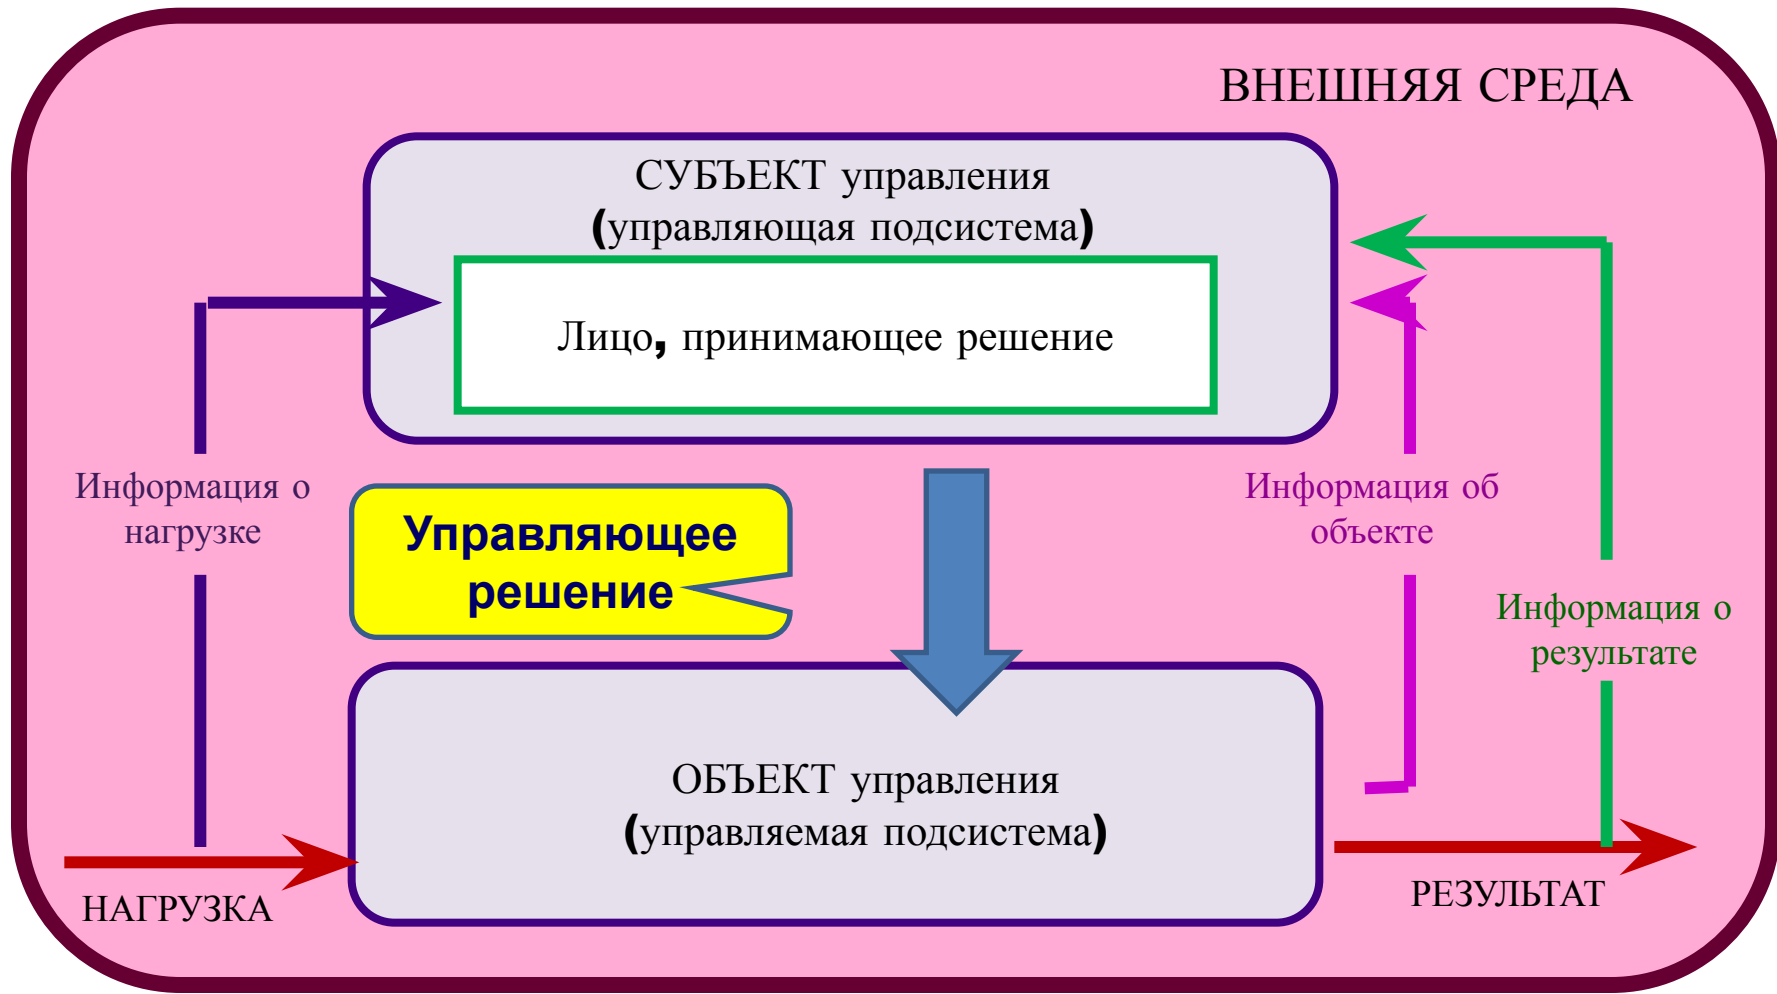 ВНЕШНЯЯ СРЕДА
СУБЪЕКТ управления
(управляющая подсистема)
Лицо, принимающее решение
Информация о
нагрузке
Управляющее
решение
Информация об
объекте
Информация о
результате
ОБЪЕКТ управления
(управляемая подсистема)
НАГРУЗКА
РЕЗУЛЬТАТ